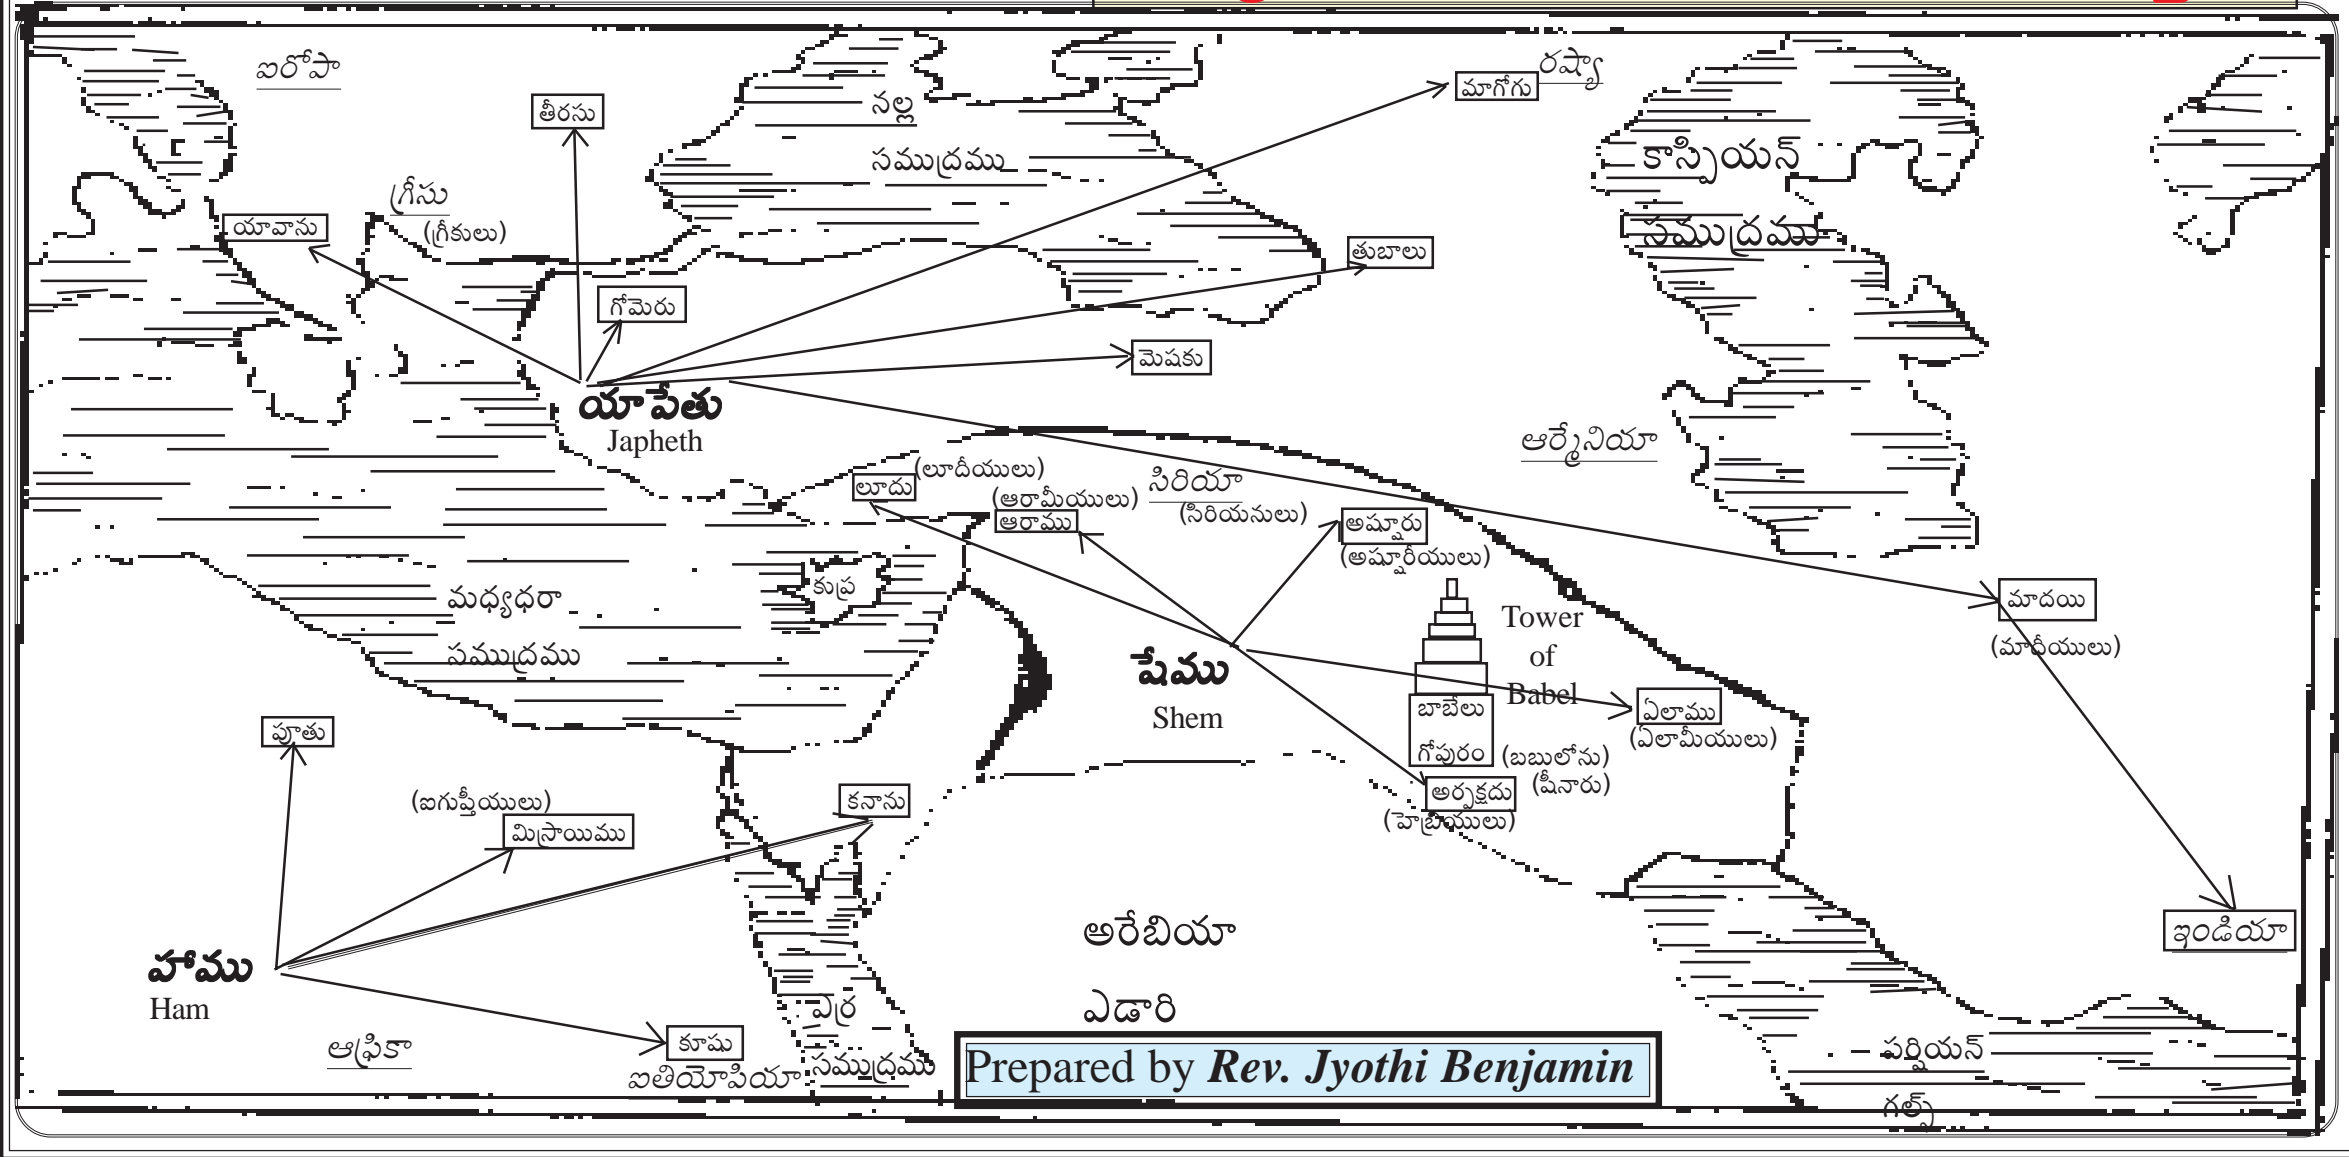 ఐరోపా
రష్యా
మాగోగు
నల్ల
తీరసు
సముద్రము
కాస్పియన్
సముద్రము
గ్రీసు
(గ్రీకులు)
యావాను
తుబాలు
గోమెరు
మెషకు
యాపేతు
Japheth
ఆర్మేనియా
(లూదీయులు)
లూదు
(ఆరామీయులు)
ఆరాము
సిరియా
(సిరియనులు)
అష్షూరు
(అష్షూరీయులు)
కుప్ర
మధ్యధరా
సముద్రము
మాదయి
(మాదీయులు)
Tower
of
Babel
షేము
Shem
బాబేలు
గోపురం
(బబులోను)
(షీనారు)
ఏలాము
(ఏలామీయులు)
అర్పక్షదు
(హెబ్రీయులు)
పూతు
(ఐగుప్తీయులు)
మిస్రాయిము
కనాను
అరేబియా
ఎడారి
ఇండియా
హాము
Ham
ఎర్ర
సముద్రము
ఆఫ్రికా
కూషు
ఐతియోపియా
Prepared by Rev. Jyothi Benjamin
పర్షియన్
గల్ఫ్